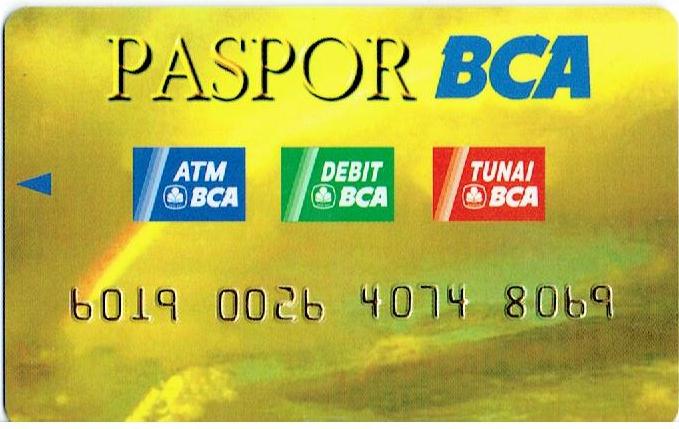 PASPOR BCA
ATM BCA
DEBIT BCA
TUNAI BCA
6019 0026 4074 8069